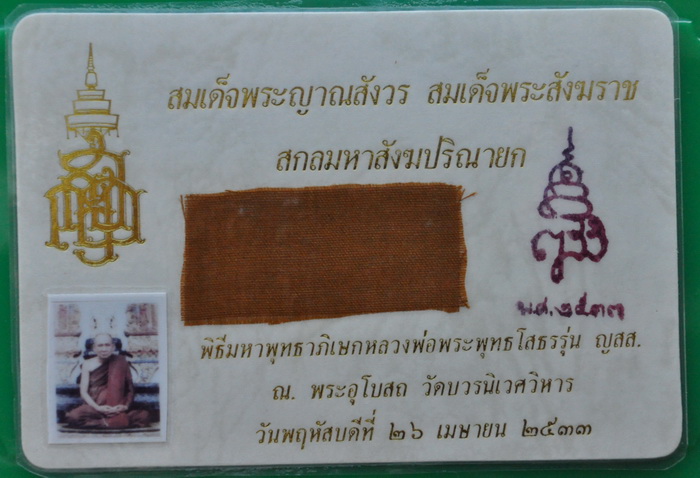 สมเด็จพระญาณสังวร สมเด็จพระสังฆราช
สกลมหาสังฆปริณายก
พ.ศ.๒๕๓๓
พิธีมหาพุทธาภิเษกหลวงพ่อพระพุทธโสธรรุ่น ญสส.
ณ. พระอุโบสถ วัดบวรนิเวศวิหาร
วันพฤหัสบดีที่ ๒๖ เมษายน ๒๕๓๓